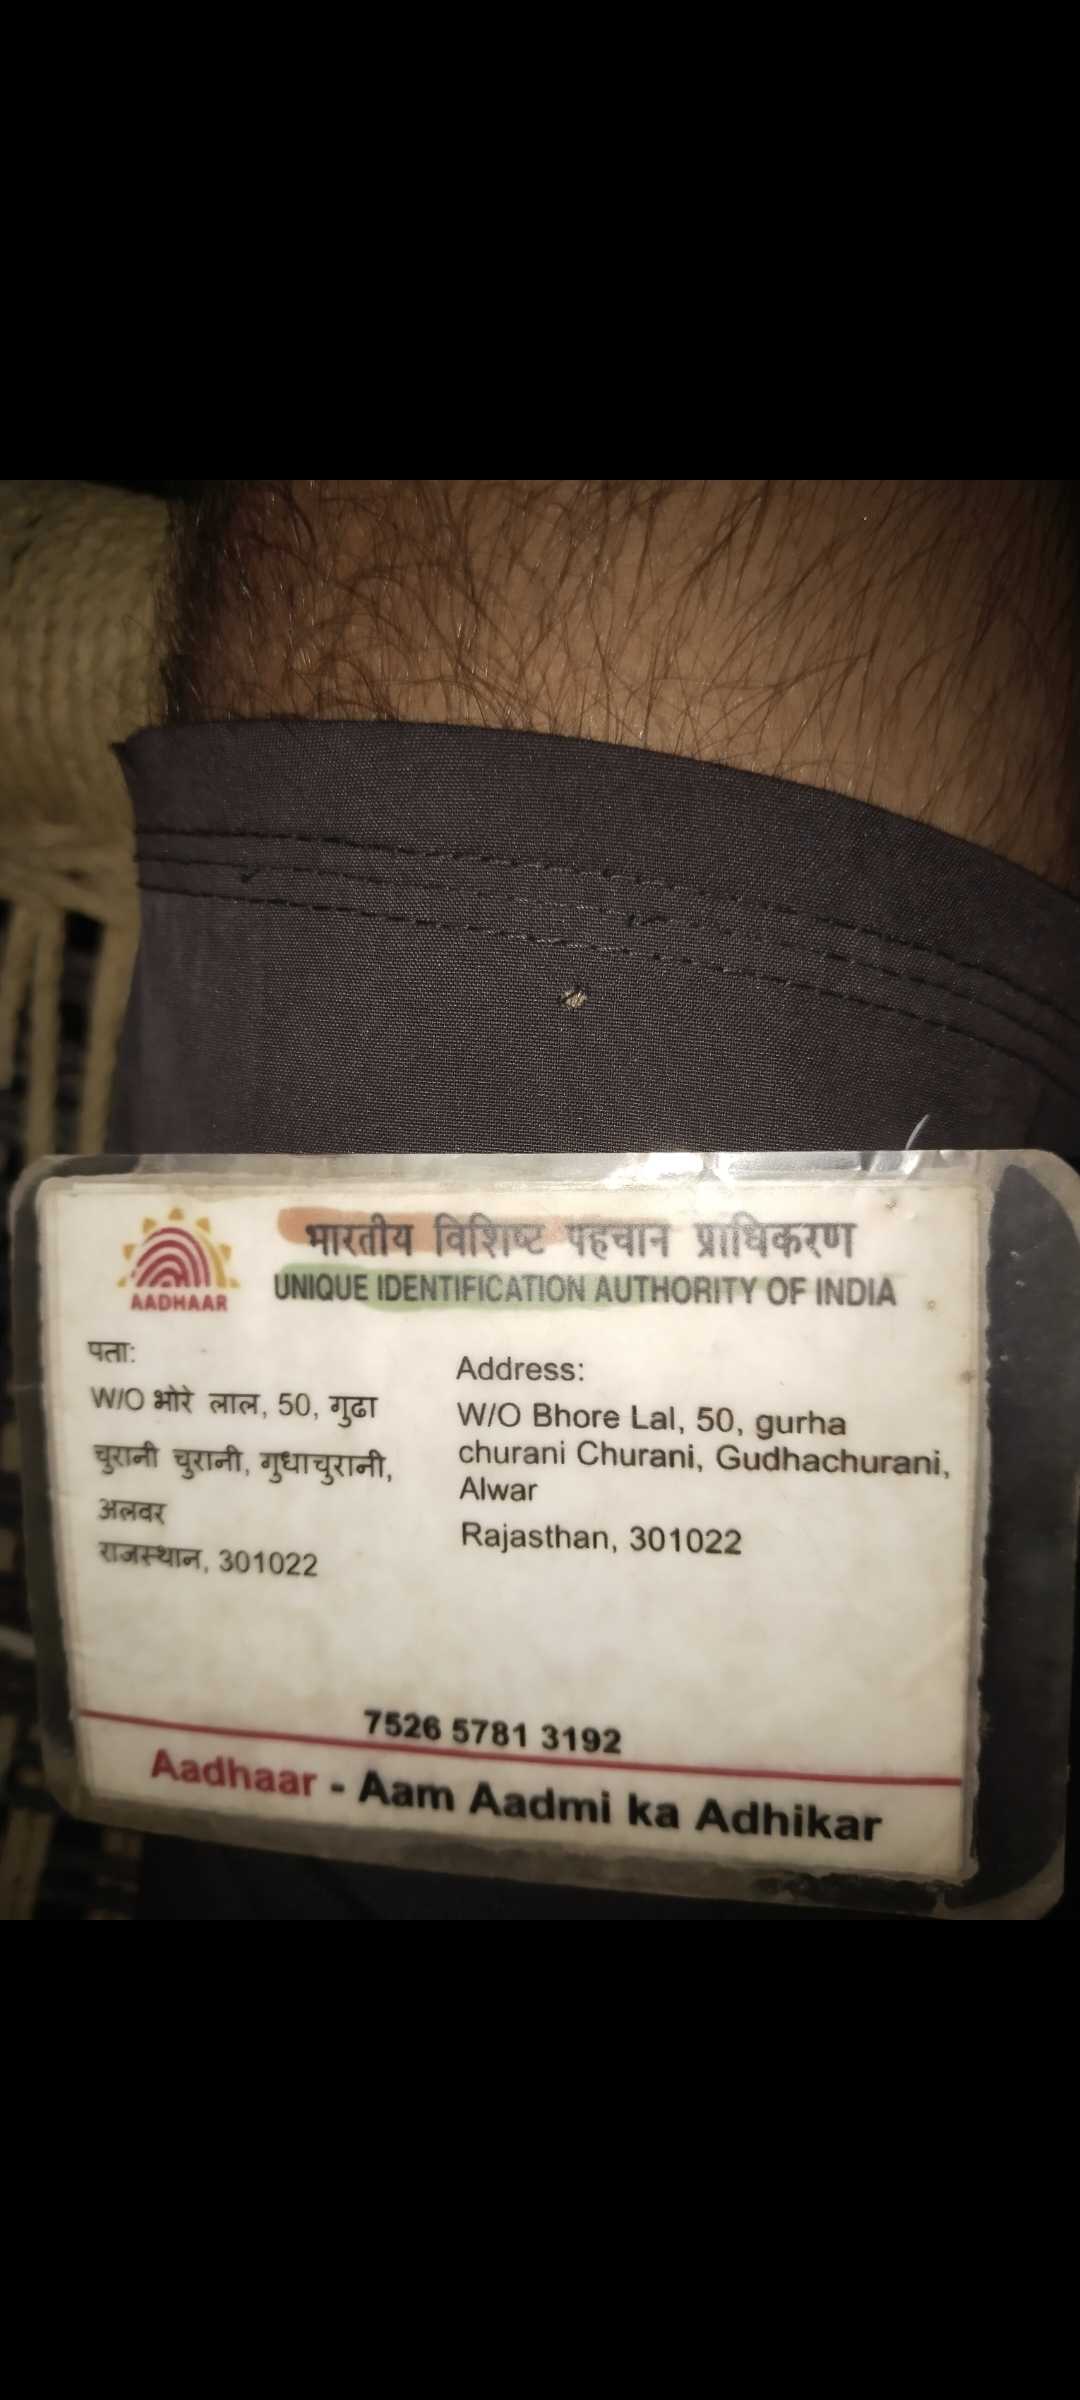 भारतीय विशिष्ट पहचान प्राधिकरण
UNIQUE IDENTIFICATION AUTHORITY OF INDIA
AADHAAR
पता:
W/O भोरे लाल, 50, गुढा
चुरानी चुरानी, गुधाचुरानी,
अलवर
राजस्थान, 301022
Address:
W/O Bhore Lal, 50, gurha
churani Churani, Gudhachurani,
Alwar
Rajasthan, 301022
7526 5781 3192
Aadhaar - Aam Aadmi ka Adhikar